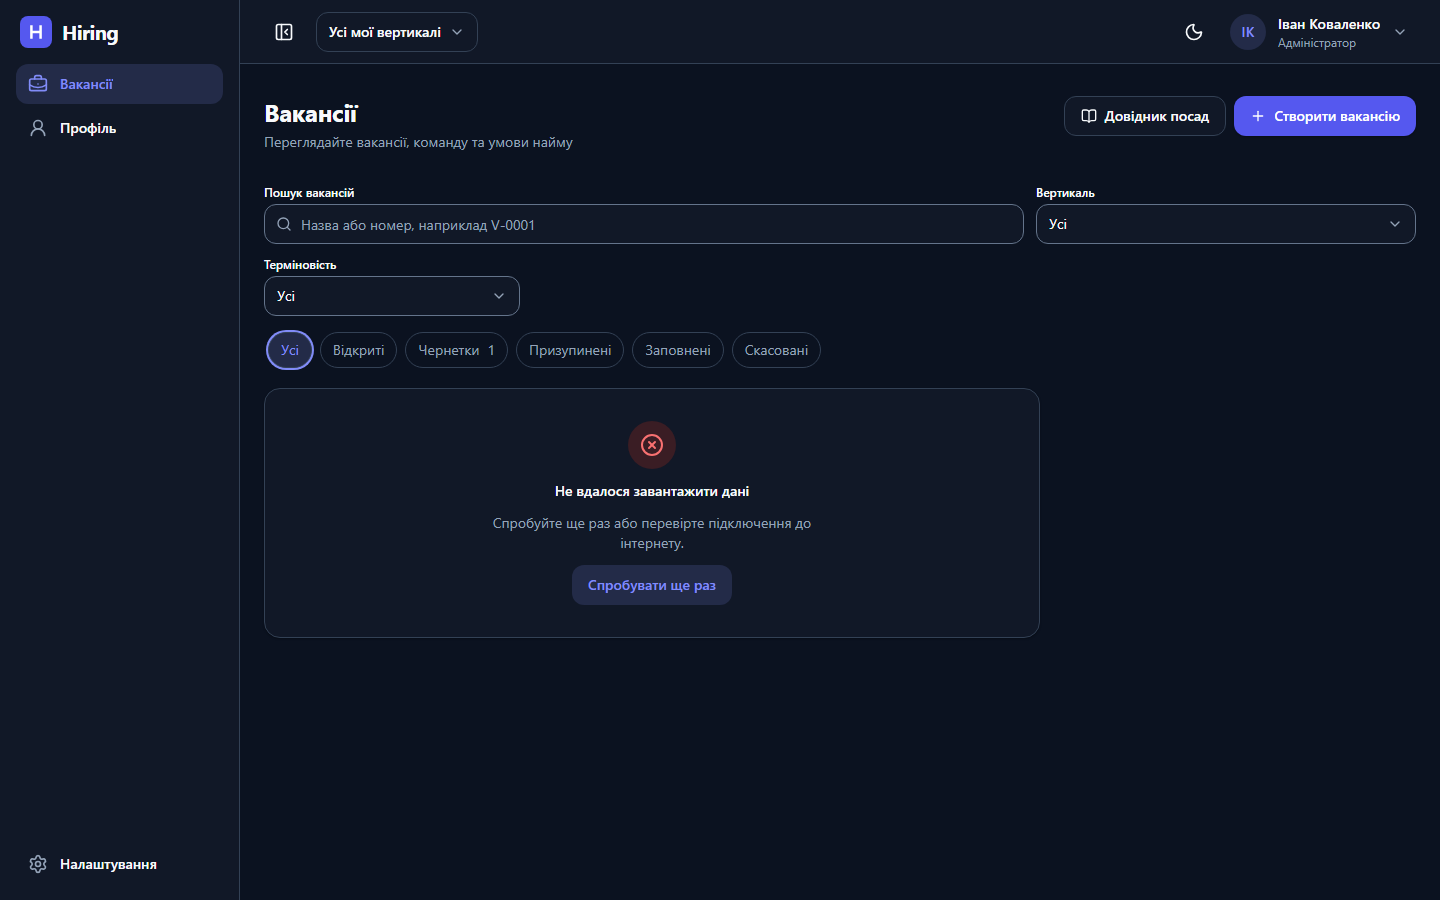 H Hiring
Усі мої вертикалі
ІК
Іван Коваленко
Адміністратор
Вакансії
Профіль
Налаштування
Вакансії
Переглядайте вакансії, команду та умови найму
Довідник посад
Створити вакансію
Пошук вакансій
Назва або номер, наприклад V-0001
Вертикаль
Усі
Терміновість
Усі
Усі Відкриті Чернетки 1 Призупинені Заповнені Скасовані
Не вдалося завантажити дані
Спробуйте ще раз або перевірте підключення до
інтернету.
Спробувати ще раз